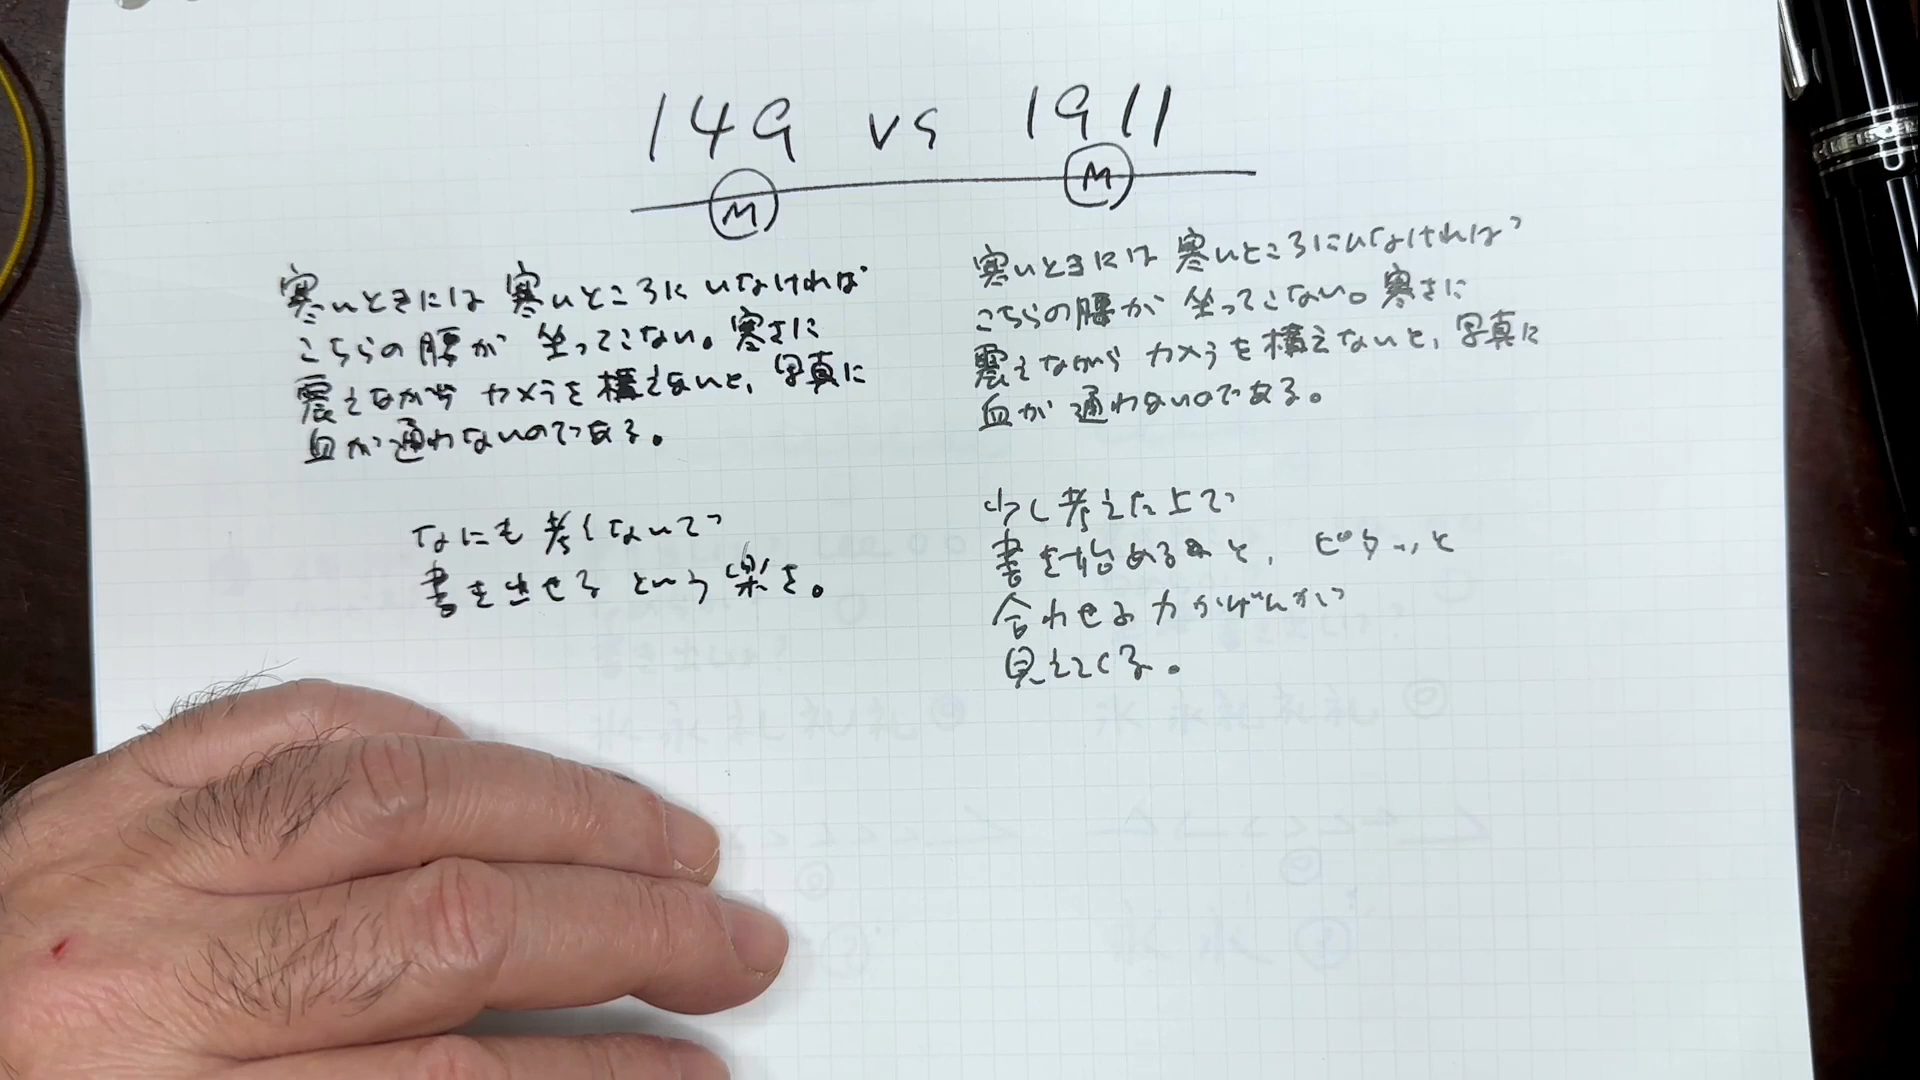 149 vs 1911
M M
寒いときには寒いところにいなければ
こちらの腰が坐ってこない。寒さに
震えながらカメラを構えないと、写真に
血が通わないのである。
なにも考えないで
書き出せるという楽さ。
寒いときには寒いところにいなければ
こちらの腰が坐ってこない。寒さに
震えながらカメラを構えないと、写真に
血が通わないのである。
少し考えた上で
書き始めると、ピタッと
合わせる力かげんが
見えてくる。
MEISTER